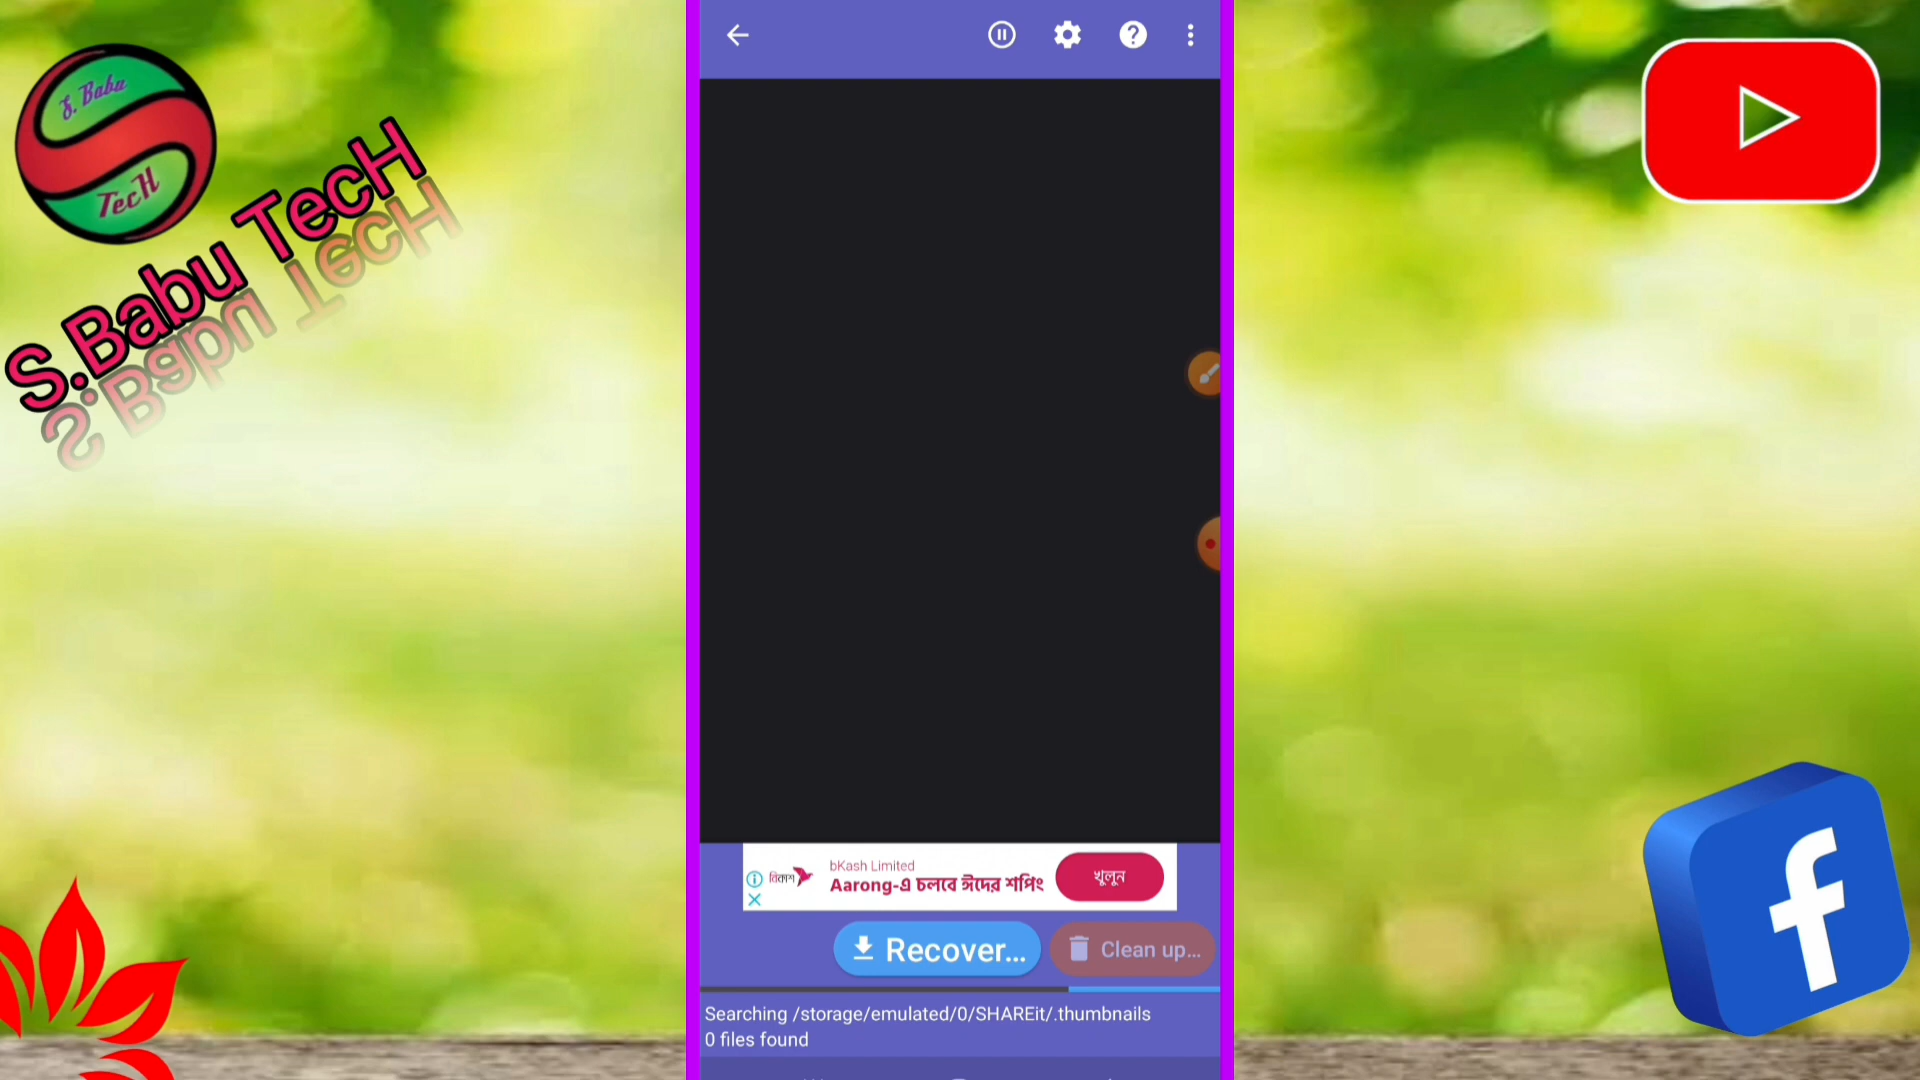 S. Babu
TecH
S.Babu TecH
বিকাশ
bKash Limited
Aarong-এ চলবে ঈদের শপিং
খুলুন
Recover...
Clean up...
Searching /storage/emulated/0/SHAREit/.thumbnails
0 files found